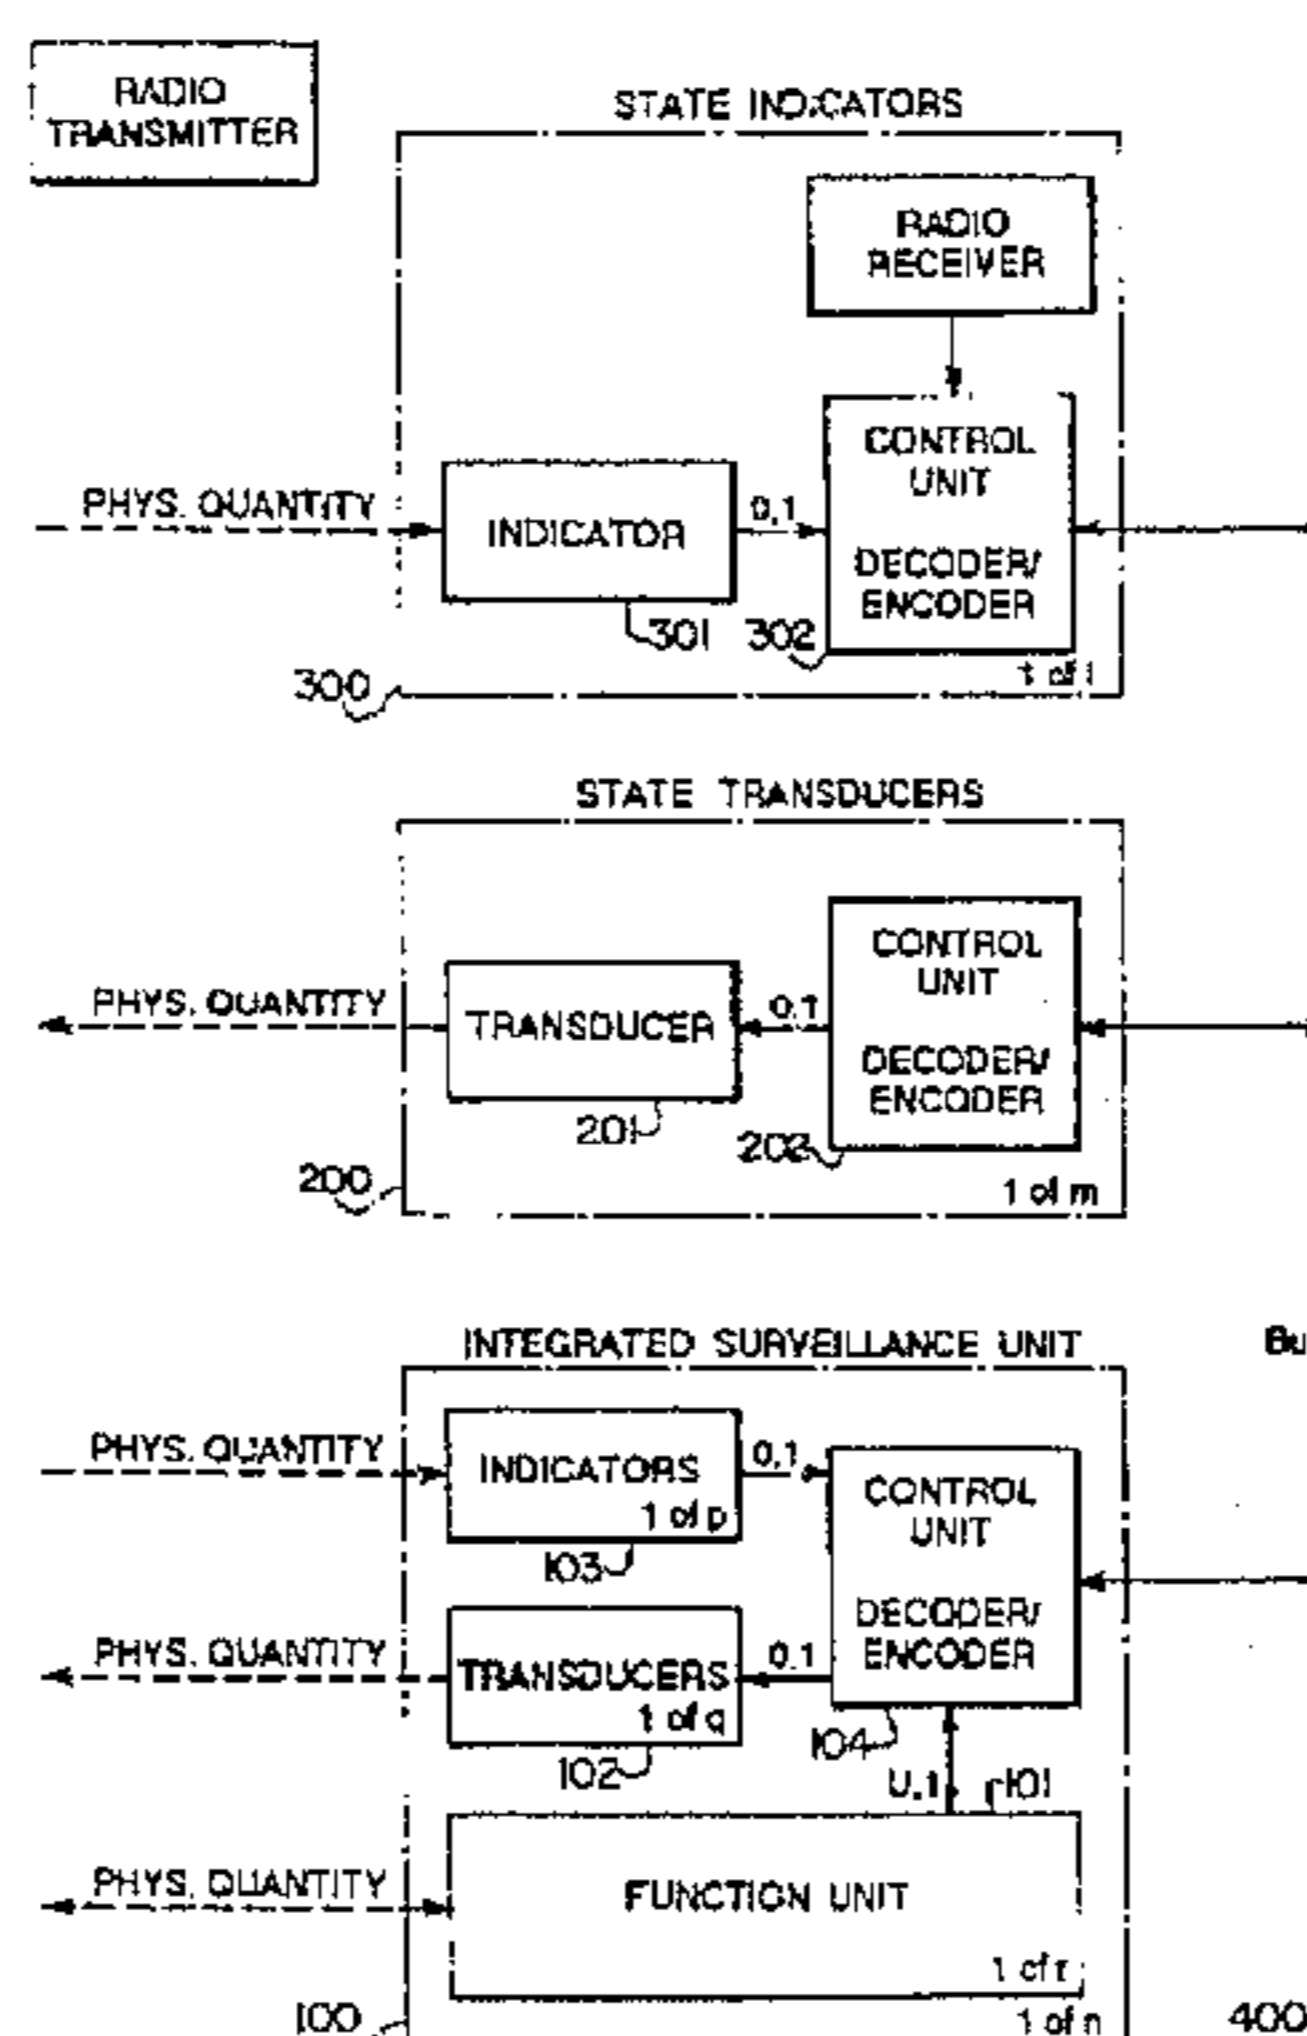 RADIO
TRANSMITTER
STATE INDICATORS
RADIO
RECEIVER
CONTROL
UNIT
DECODER/
ENCODER
PHYS. QUANTITY
INDICATOR
0.1
301
302
1 of l
300
STATE TRANSDUCERS
CONTROL
UNIT
DECODER/
ENCODER
PHYS. QUANTITY
TRANSDUCER
0.1
201
202
200
1 of m
INTEGRATED SURVEILLANCE UNIT
Bu
PHYS. QUANTITY
INDICATORS
1 of p
0.1
103
CONTROL
UNIT
DECODER/
ENCODER
PHYS. QUANTITY
TRANSDUCERS
1 of q
0.1
102
104
0.1
101
PHYS. QUANTITY
FUNCTION UNIT
1 of r
1 of n
100
400